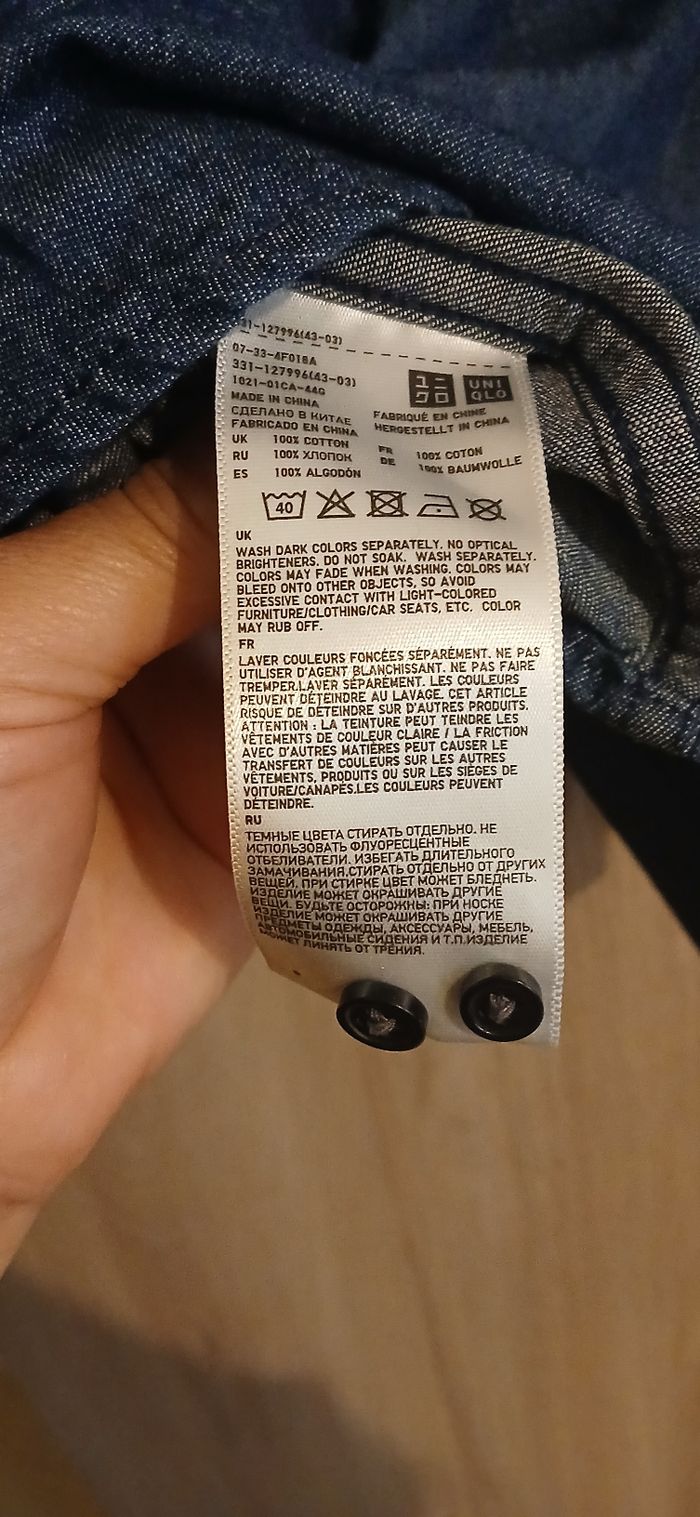 31-127996(43-03)
07-33-4F018A
331-127996(43-03)
1021-01CA-44G
ユニ
クロ
UNI
QLO
MADE IN CHINA
СДЕЛАНО В КИТАЕ
FABRICADO EN CHINA
FABRIQUÉ EN CHINE
HERGESTELLT IN CHINA
UK 100% COTTON
RU 100% ХЛОПОК
ES 100% ALGODÓN
FR 100% COTON
DE 100% BAUMWOLLE
40
UK
WASH DARK COLORS SEPARATELY. NO OPTICAL
BRIGHTENERS. DO NOT SOAK. WASH SEPARATELY.
COLORS MAY FADE WHEN WASHING. COLORS MAY
BLEED ONTO OTHER OBJECTS, SO AVOID
EXCESSIVE CONTACT WITH LIGHT-COLORED
FURNITURE/CLOTHING/CAR SEATS, ETC. COLOR
MAY RUB OFF.
FR
LAVER COULEURS FONCÉES SÉPARÉMENT. NE PAS
UTILISER D'AGENT BLANCHISSANT. NE PAS FAIRE
TREMPER.LAVER SÉPARÉMENT. LES COULEURS
PEUVENT DÉTEINDRE AU LAVAGE. CET ARTICLE
RISQUE DE DÉTEINDRE SUR D'AUTRES PRODUITS.
ATTENTION : LA TEINTURE PEUT TEINDRE LES
VÊTEMENTS DE COULEUR CLAIRE / LA FRICTION
AVEC D'AUTRES MATIÈRES PEUT CAUSER LE
TRANSFERT DE COULEURS SUR LES AUTRES
VÊTEMENTS, PRODUITS OU SUR LES SIÈGES DE
VOITURE/CANAPÉS.LES COULEURS PEUVENT
DÉTEINDRE.
RU
ТЕМНЫЕ ЦВЕТА СТИРАТЬ ОТДЕЛЬНО. НЕ
ИСПОЛЬЗОВАТЬ ФЛУОРЕСЦЕНТНЫЕ
ОТБЕЛИВАТЕЛИ. ИЗБЕГАТЬ ДЛИТЕЛЬНОГО
ЗАМАЧИВАНИЯ.СТИРАТЬ ОТДЕЛЬНО ОТ ДРУГИХ
ВЕЩЕЙ. ПРИ СТИРКЕ ЦВЕТ МОЖЕТ БЛЕДНЕТЬ.
ИЗДЕЛИЕ МОЖЕТ ОКРАШИВАТЬ ДРУГИЕ
ВЕЩИ. БУДЬТЕ ОСТОРОЖНЫ: ПРИ НОСКЕ
ИЗДЕЛИЕ МОЖЕТ ОКРАШИВАТЬ ДРУГИЕ
ПРЕДМЕТЫ ОДЕЖДЫ, АКСЕССУАРЫ, МЕБЕЛЬ,
АВТОМОБИЛЬНЫЕ СИДЕНИЯ И Т.П.ИЗДЕЛИЕ
МОЖЕТ ЛИНЯТЬ ОТ ТРЕНИЯ.